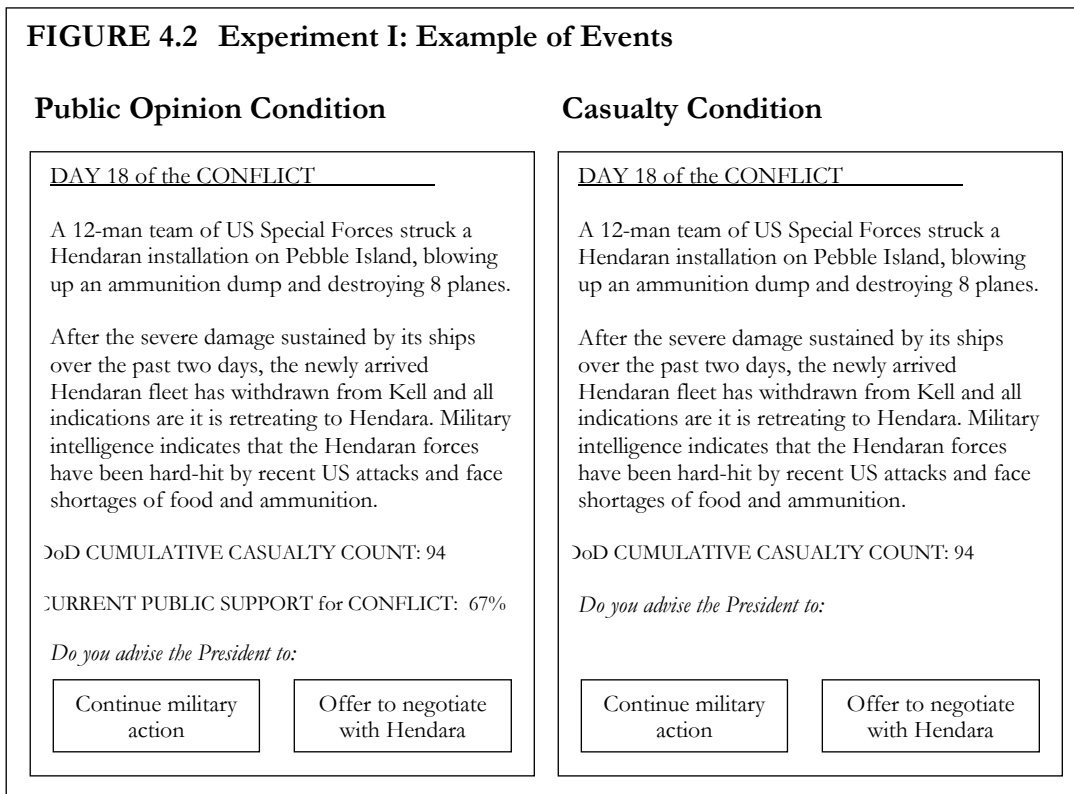 FIGURE 4.2 Experiment I: Example of Events
Public Opinion Condition
DAY 18 of the CONFLICT
A 12-man team of US Special Forces struck a
Hendaran installation on Pebble Island, blowing
up an ammunition dump and destroying 8 planes.
After the severe damage sustained by its ships
over the past two days, the newly arrived
Hendaran fleet has withdrawn from Kell and all
indications are it is retreating to Hendara. Military
intelligence indicates that the Hendaran forces
have been hard-hit by recent US attacks and face
shortages of food and ammunition.
DoD CUMULATIVE CASUALTY COUNT: 94
CURRENT PUBLIC SUPPORT for CONFLICT: 67%
Do you advise the President to:
Continue military
action
Offer to negotiate
with Hendara
Casualty Condition
DAY 18 of the CONFLICT
A 12-man team of US Special Forces struck a
Hendaran installation on Pebble Island, blowing
up an ammunition dump and destroying 8 planes.
After the severe damage sustained by its ships
over the past two days, the newly arrived
Hendaran fleet has withdrawn from Kell and all
indications are it is retreating to Hendara. Military
intelligence indicates that the Hendaran forces
have been hard-hit by recent US attacks and face
shortages of food and ammunition.
DoD CUMULATIVE CASUALTY COUNT: 94
Do you advise the President to:
Continue military
action
Offer to negotiate
with Hendara